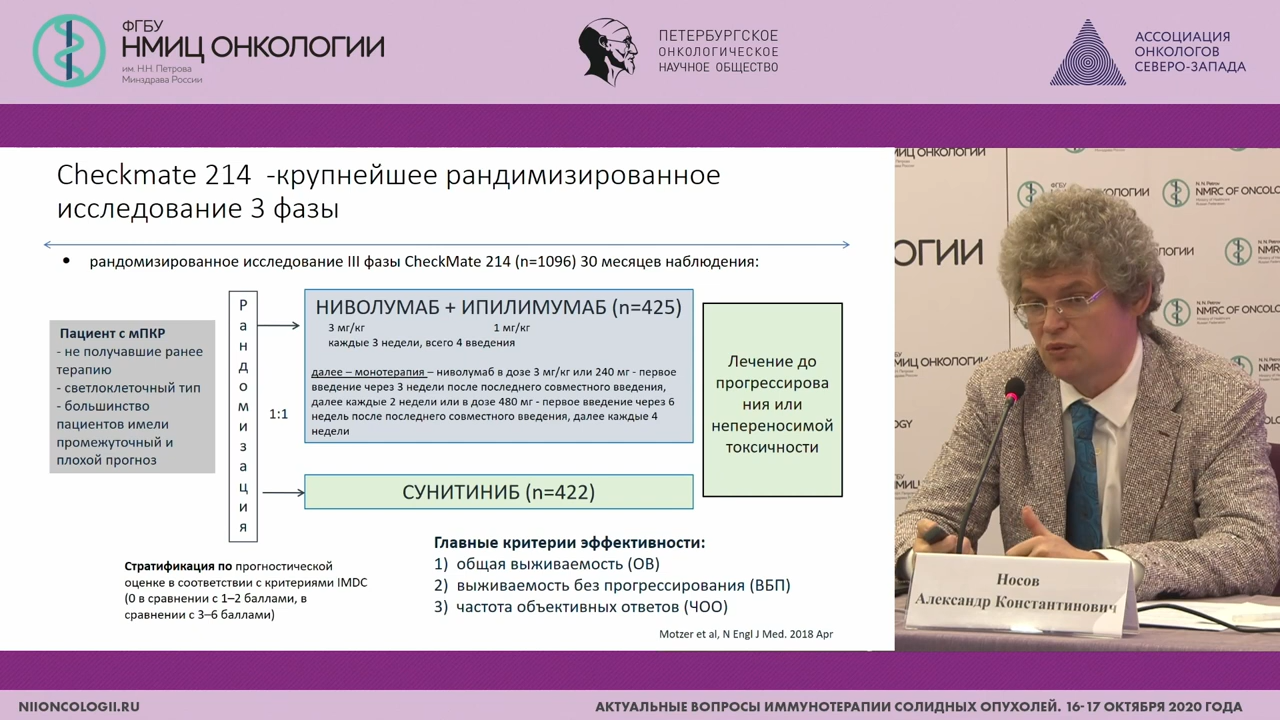 ФГБУ
НМИЦ ОНКОЛОГИИ
им. Н.Н. Петрова
Минздрава России
ПЕТЕРБУРГСКОЕ
ОНКОЛОГИЧЕСКОЕ
НАУЧНОЕ ОБЩЕСТВО
АССОЦИАЦИЯ
ОНКОЛОГОВ
СЕВЕРО-ЗАПАДА
Checkmate 214 -крупнейшее рандимизированное
исследование 3 фазы
• рандомизированное исследование III фазы CheckMate 214 (n=1096) 30 месяцев наблюдения:
Пациент с мПКР
- не получавшие ранее
терапию
- светлоклеточный тип
- большинство
пациентов имели
промежуточный и
плохой прогноз
Р
а
н
д
о
м
и
з
а
ц
и
я
1:1
НИВОЛУМАБ + ИПИЛИМУМАБ (n=425)
3 мг/кг 1 мг/кг
каждые 3 недели, всего 4 введения
далее – монотерапия – ниволумаб в дозе 3 мг/кг или 240 мг - первое
введение через 3 недели после последнего совместного введения,
далее каждые 2 недели или в дозе 480 мг - первое введение через 6
недель после последнего совместного введения, далее каждые 4
недели
СУНИТИНИБ (n=422)
Лечение до
прогрессирова
ния или
непереносимой
токсичности
Стратификация по прогностической
оценке в соответствии с критериями IMDC
(0 в сравнении с 1–2 баллами, в
сравнении с 3–6 баллами)
Главные критерии эффективности:
1) общая выживаемость (ОВ)
2) выживаемость без прогрессирования (ВБП)
3) частота объективных ответов (ЧОО)
Motzer et al, N Engl J Med. 2018 Apr
ОГИИ
NMRC OF ONCOLO
Носов
Александр Константинович
NIIONCOLOGII.RU
АКТУАЛЬНЫЕ ВОПРОСЫ ИММУНОТЕРАПИИ СОЛИДНЫХ ОПУХОЛЕЙ. 16-17 ОКТЯБРЯ 2020 ГОДА